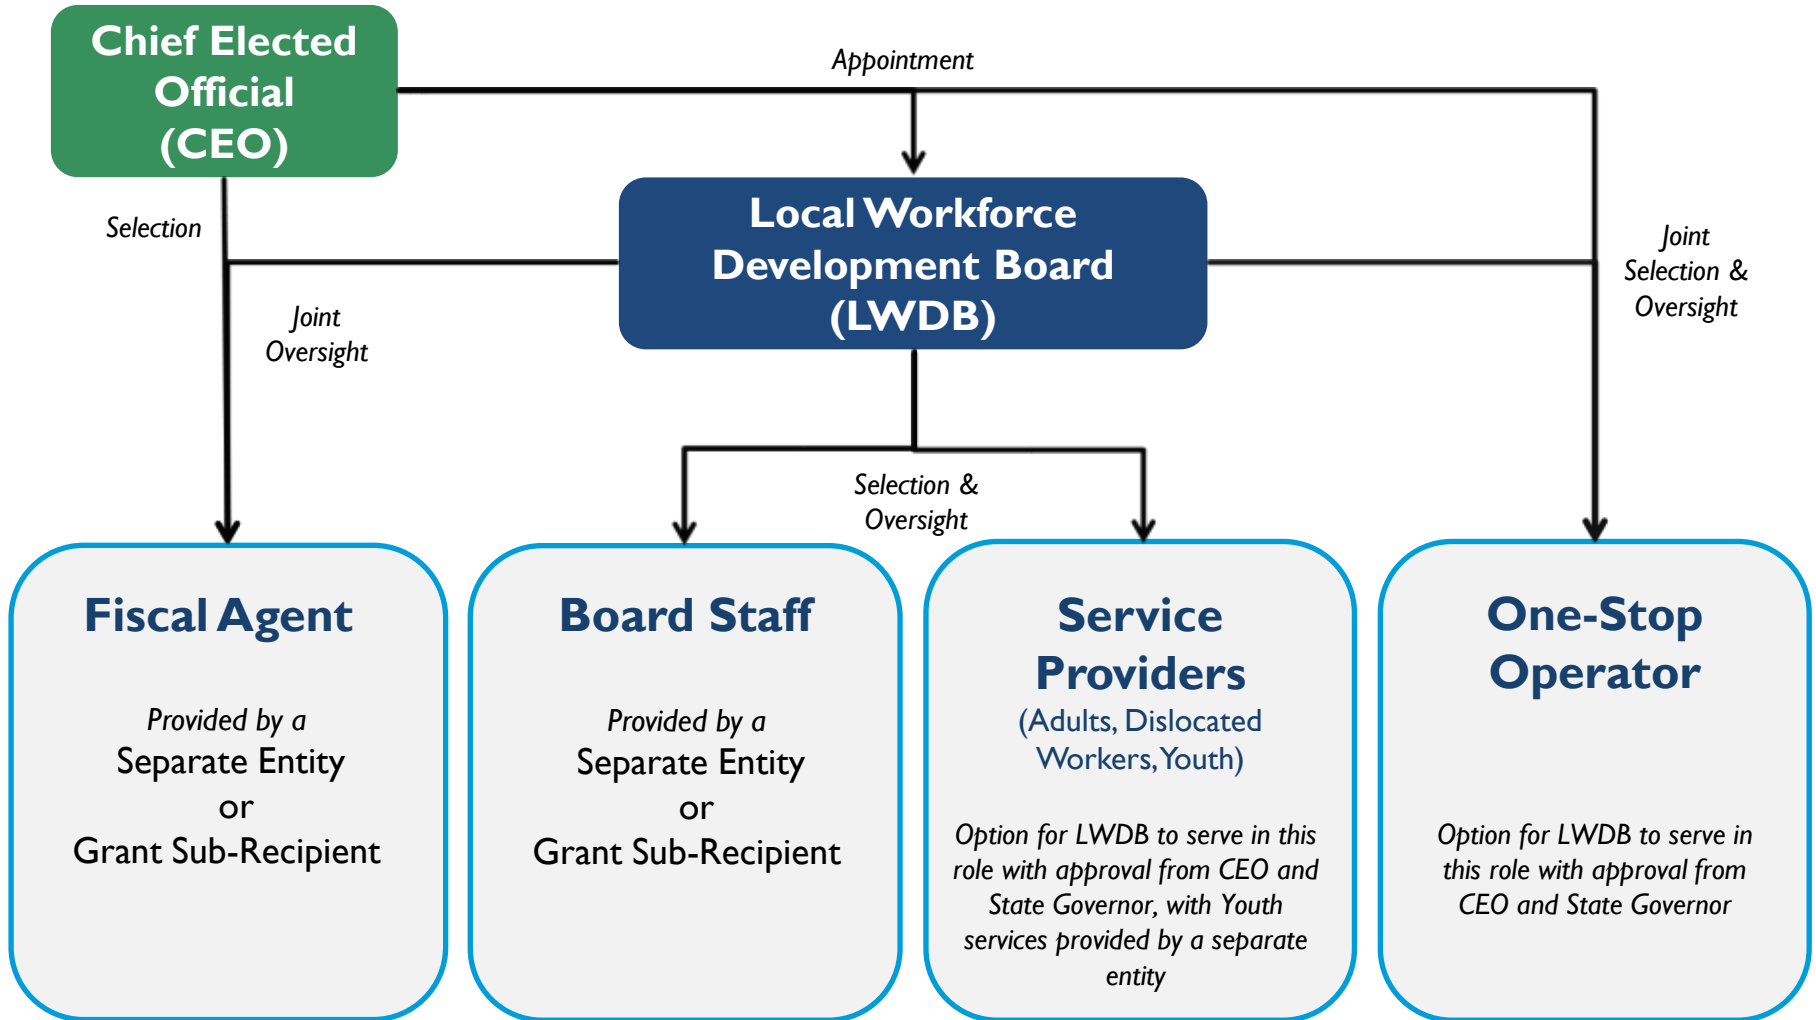 Chief Elected
Official
(CEO)
Appointment
Selection
Local Workforce
Development Board
(LWDB)
Joint
Selection &
Oversight
Joint
Oversight
Selection &
Oversight
Fiscal Agent
Provided by a
Separate Entity
or
Grant Sub-Recipient
Board Staff
Provided by a
Separate Entity
or
Grant Sub-Recipient
Service
Providers
(Adults, Dislocated
Workers, Youth)
Option for LWDB to serve in this
role with approval from CEO and
State Governor, with Youth
services provided by a separate
entity
One-Stop
Operator
Option for LWDB to serve in
this role with approval from
CEO and State Governor